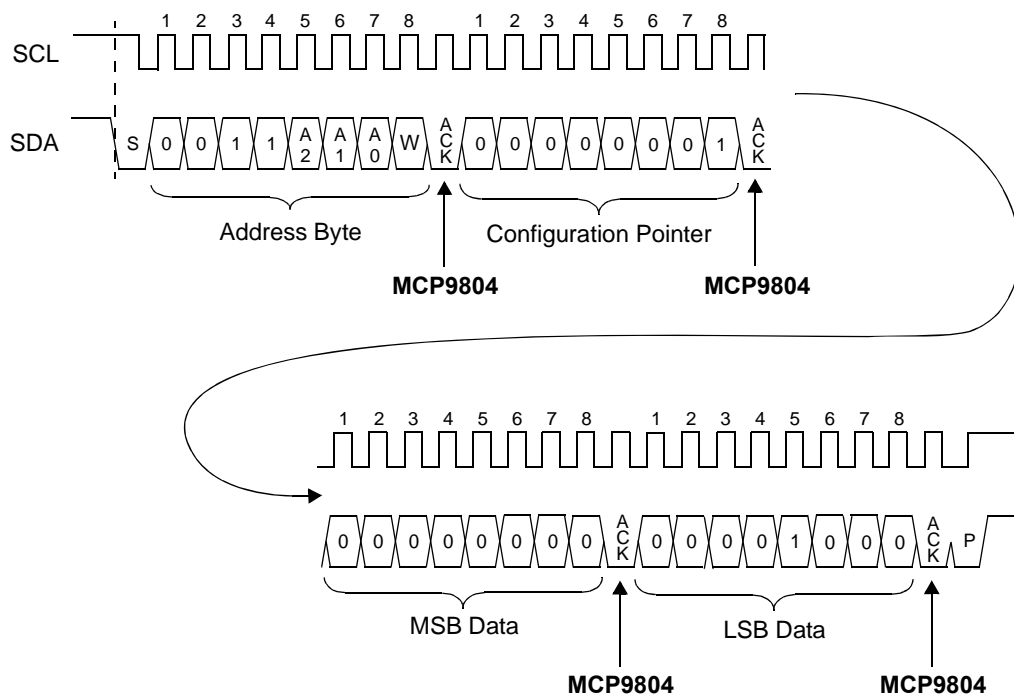 1 2 3 4 5 6 7 8 1 2 3 4 5 6 7 8
SCL
SDA
S 0 0 1 1 A2 A1 A0 W ACK 0 0 0 0 0 0 0 1 ACK
Address Byte Configuration Pointer
MCP9804 MCP9804
1 2 3 4 5 6 7 8 1 2 3 4 5 6 7 8
0 0 0 0 0 0 0 0 ACK 0 0 0 0 1 0 0 0 ACK P
MSB Data LSB Data
MCP9804 MCP9804